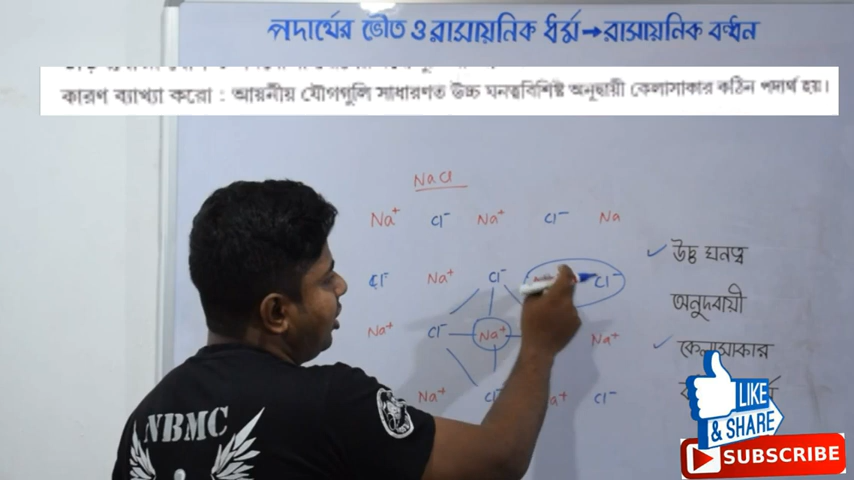 পদার্থের ভৌত ও রাসায়নিক ধর্ম→রাসায়নিক বন্ধন
কারণ ব্যাখ্যা করো : আয়নীয় যৌগগুলি সাধারণত উচ্চ ঘনত্ববিশিষ্ট অনুদ্বায়ী কেলাসাকার কঠিন পদার্থ হয়।
NaCl
Na⁺ Cl⁻ Na⁺ Cl⁻ Na
Cl⁻ Na⁺ Cl⁻ Cl⁻
Na⁺ Cl⁻ Na⁺ Na⁺
Na⁺ Cl⁻ Cl⁻
উচ্চ ঘনত্ব
অনুদবায়ী
কেলাসাকার
NBMC
LIKE
& SHARE
SUBSCRIBE